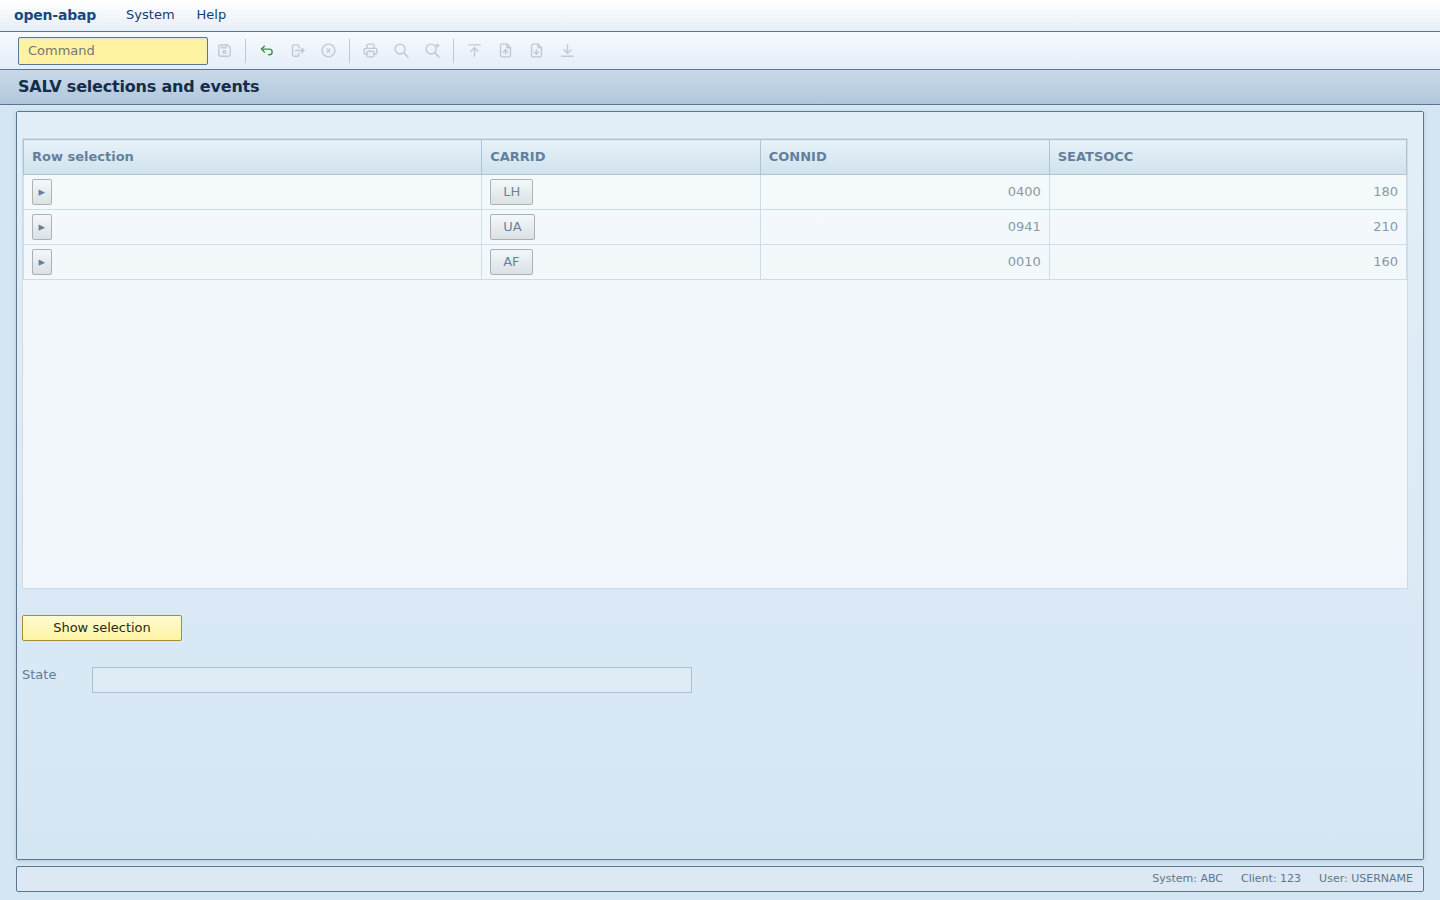 open-abap System Help
Command
SALV selections and events
Row selection CARRID CONNID SEATSOCC
LH 0400 180
UA 0941 210
AF 0010 160
Show selection
State
System: ABC Client: 123 User: USERNAME